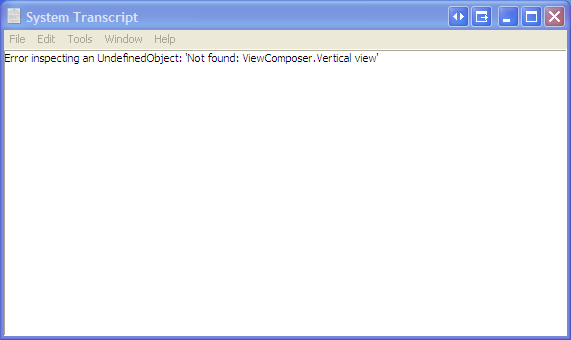 System Transcript
File Edit Tools Window Help
Error inspecting an UndefinedObject: 'Not found: ViewComposer.Vertical view'